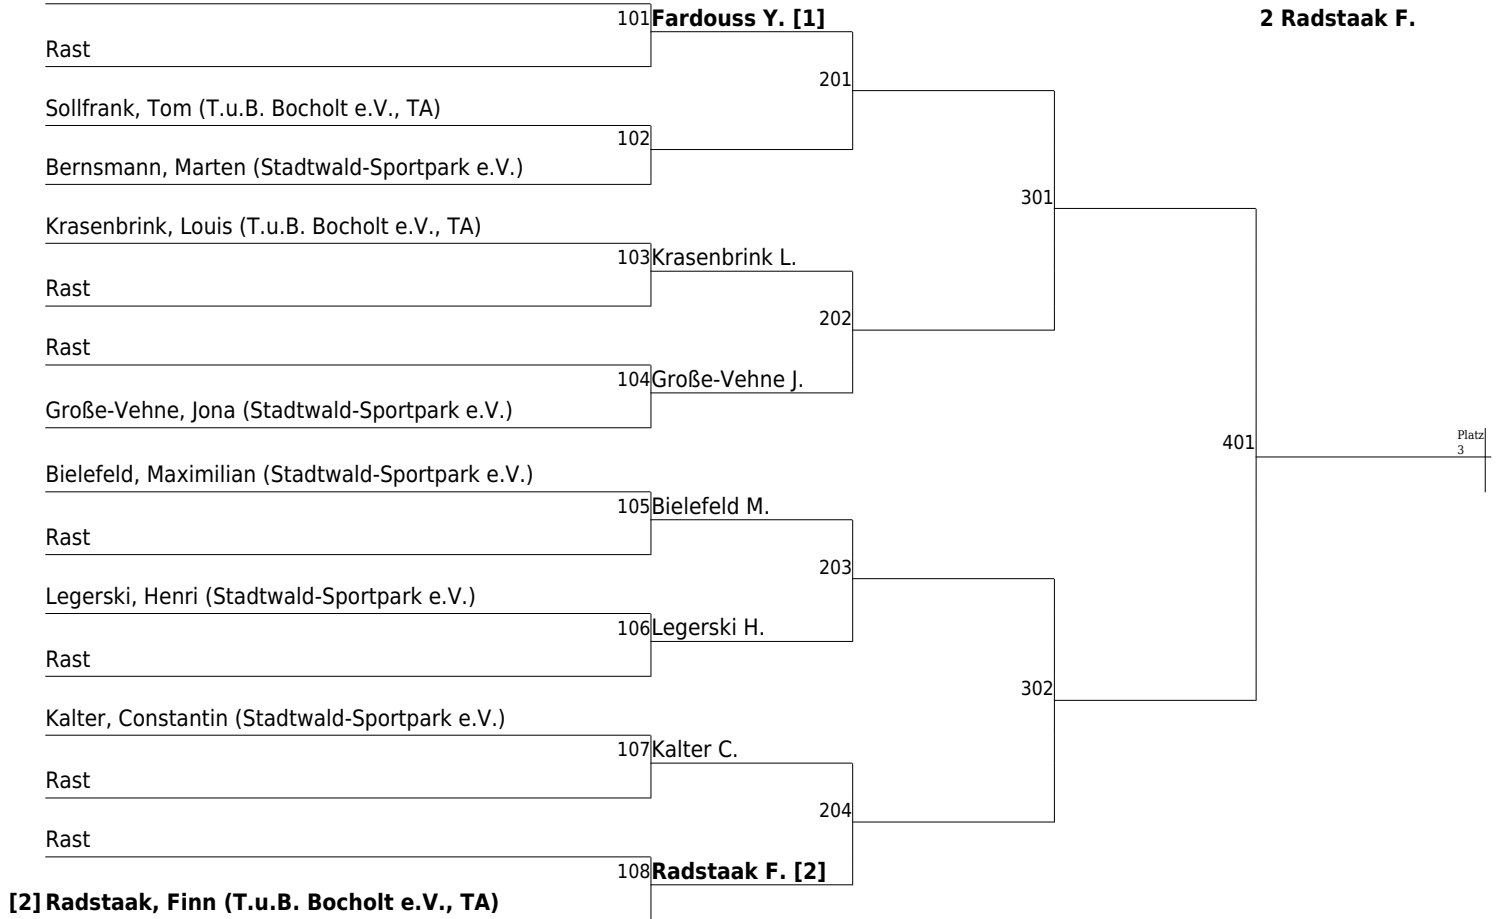 101 Fardouss Y. [1]
2 Radstaak F.
Rast
201
Sollfrank, Tom (T.u.B. Bocholt e.V., TA)
102
Bernsmann, Marten (Stadtwald-Sportpark e.V.)
301
Krasenbrink, Louis (T.u.B. Bocholt e.V., TA)
103 Krasenbrink L.
Rast
202
Rast
104 Große-Vehne J.
Große-Vehne, Jona (Stadtwald-Sportpark e.V.)
401
Platz
3
Bielefeld, Maximilian (Stadtwald-Sportpark e.V.)
105 Bielefeld M.
Rast
203
Legerski, Henri (Stadtwald-Sportpark e.V.)
106 Legerski H.
Rast
302
Kalter, Constantin (Stadtwald-Sportpark e.V.)
107 Kalter C.
Rast
204
Rast
108 Radstaak F. [2]
[2] Radstaak, Finn (T.u.B. Bocholt e.V., TA)